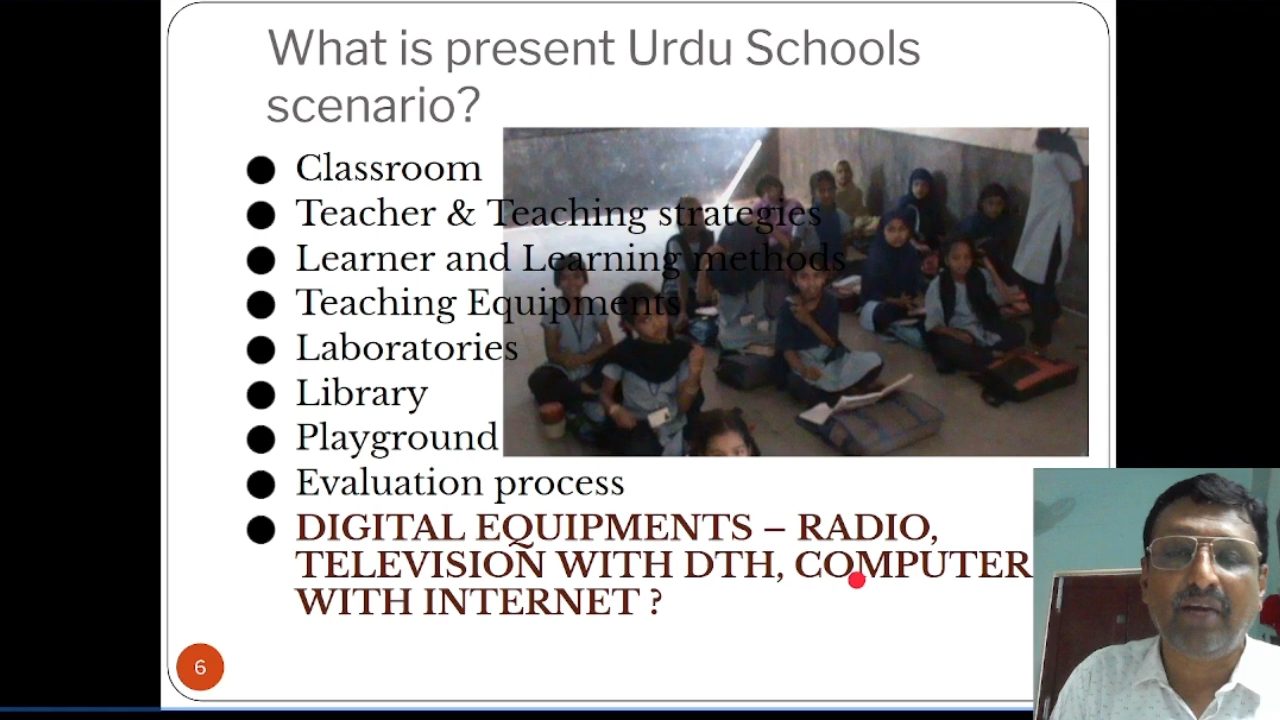 What is present Urdu Schools
scenario?
Classroom
Teacher & Teaching strategies
Learner and Learning methods
Teaching Equipments
Laboratories
Library
Playground
Evaluation process
DIGITAL EQUIPMENTS – RADIO,
TELEVISION WITH DTH, COMPUTER
WITH INTERNET ?
6